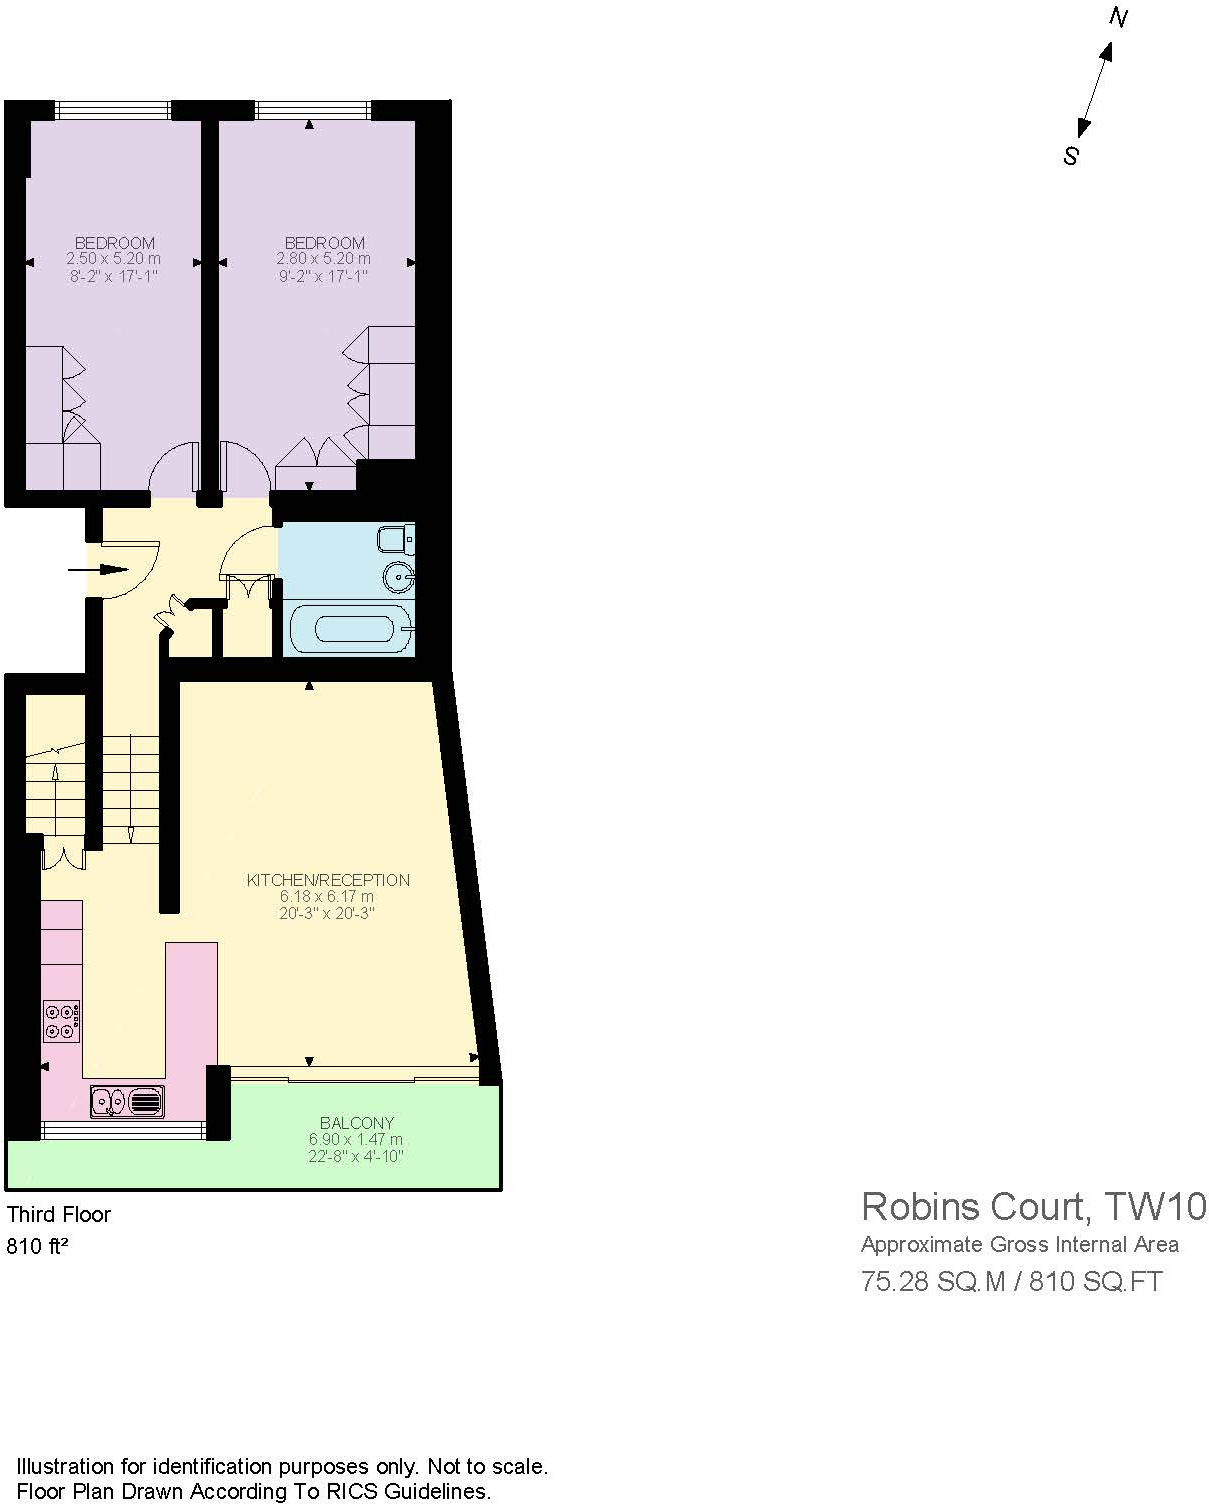 N
S
BEDROOM
2.50 x 5.20 m
8'-2" x 17'-1"
BEDROOM
2.80 x 5.20 m
9'-2" x 17'-1"
KITCHEN/RECEPTION
6.18 x 6.17 m
20'-3" x 20'-3"
BALCONY
6.90 x 1.47 m
22'-8" x 4'-10"
Third Floor
810 ft²
Robins Court, TW10
Approximate Gross Internal Area
75.28 SQ.M / 810 SQ.FT
Illustration for identification purposes only. Not to scale.
Floor Plan Drawn According To RICS Guidelines.